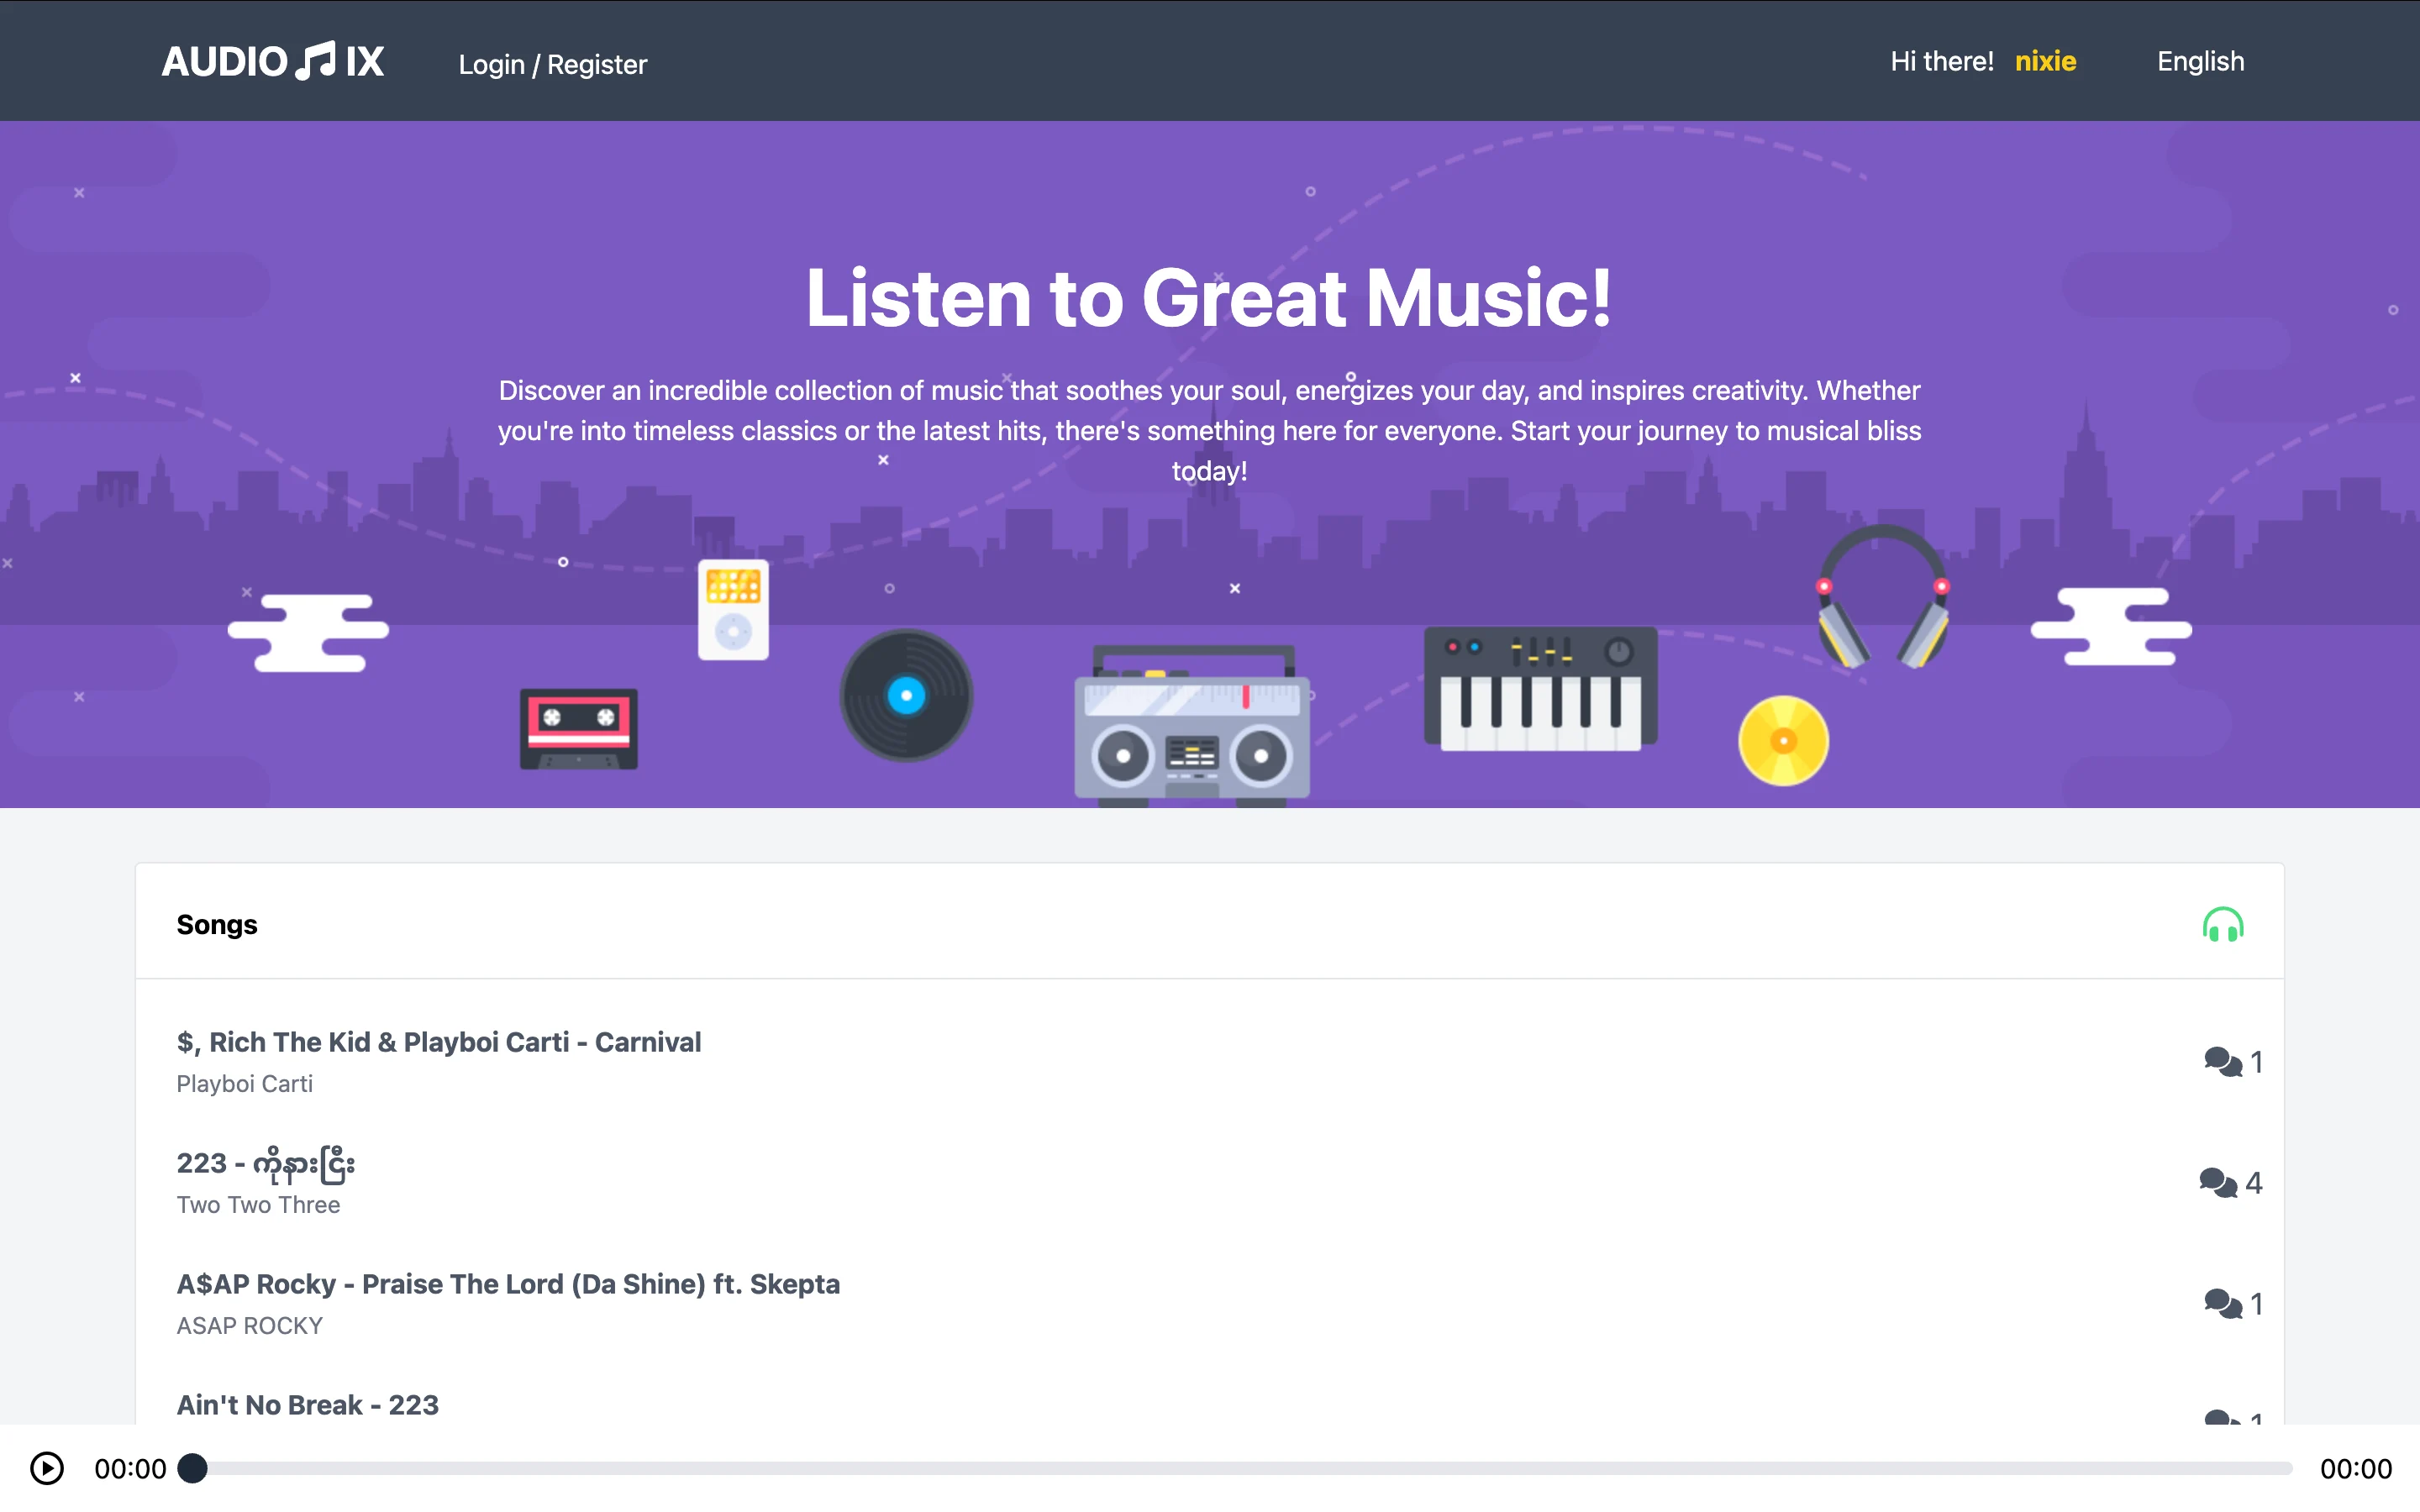 AUDIO IX
Login / Register
Hi there! nixie
English
Listen to Great Music!
Discover an incredible collection of music that soothes your soul, energizes your day, and inspires creativity. Whether
you're into timeless classics or the latest hits, there's something here for everyone. Start your journey to musical bliss
today!
Songs
$, Rich The Kid & Playboi Carti - Carnival
1
Playboi Carti
223 - ကိုနားငြီး
4
Two Two Three
A$AP Rocky - Praise The Lord (Da Shine) ft. Skepta
1
ASAP ROCKY
Ain't No Break - 223
1
00:00
00:00